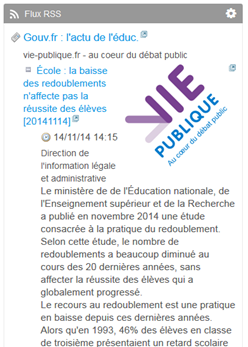 Flux RSS
Gouv.fr : l'actu de l'éduc.
vie-publique.fr - au coeur du débat public
École : la baisse
des redoublements
n'affecte pas la
réussite des élèves
[20141114]
14/11/14 14:15
VIE
PUBLIQUE
Au cœur du débat public
Direction de
l'information légale
et administrative
Le ministère de de l'Éducation nationale, de
l'Enseignement supérieur et de la Recherche
a publié en novembre 2014 une étude
consacrée à la pratique du redoublement.
Selon cette étude, le nombre de
redoublements a beaucoup diminué au
cours des 20 dernières années, sans
affecter la réussite des élèves qui a
globalement progressé.
Le recours au redoublement est une pratique
en baisse depuis ces dernières années.
Alors qu'en 1993, 46% des élèves en classe
de troisième présentaient un retard scolaire